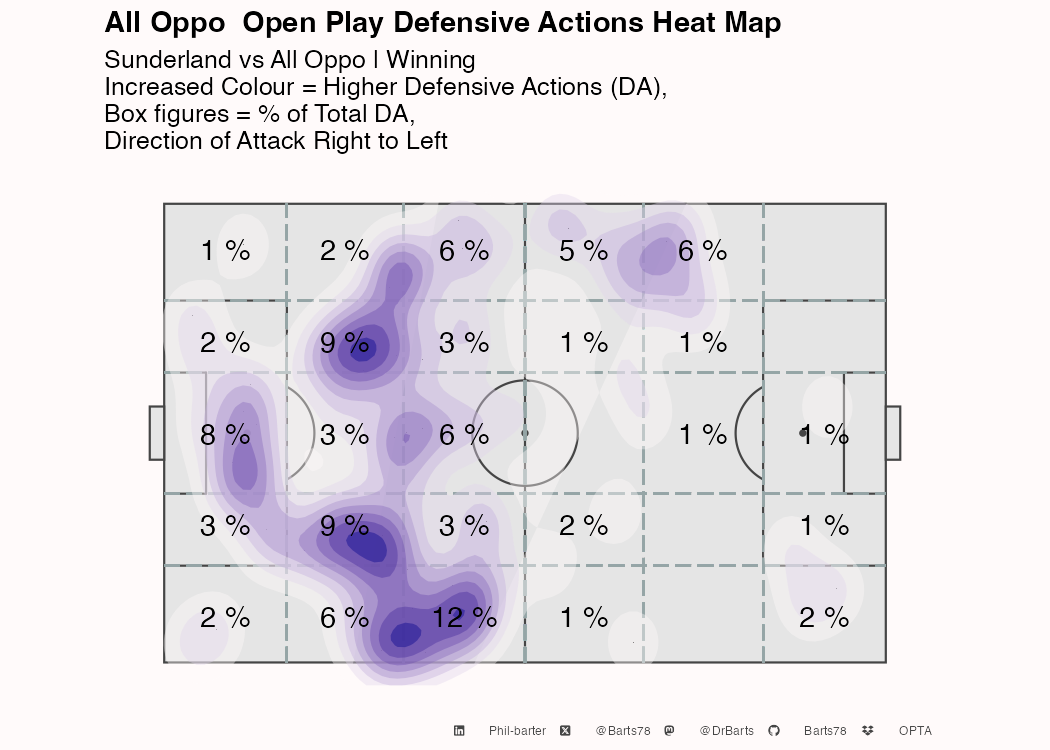 All Oppo  Open Play Defensive Actions Heat Map
Sunderland vs All Oppo | Winning
Increased Colour = Higher Defensive Actions (DA),
Box figures = % of Total DA,
Direction of Attack Right to Left
1 % 2 % 6 % 5 % 6 %
2 % 9 % 3 % 1 % 1 %
8 % 3 % 6 % 1 % 1 %
3 % 9 % 3 % 2 % 1 %
2 % 6 % 12 % 1 % 2 %
Phil-barter @Barts78 @DrBarts Barts78 OPTA